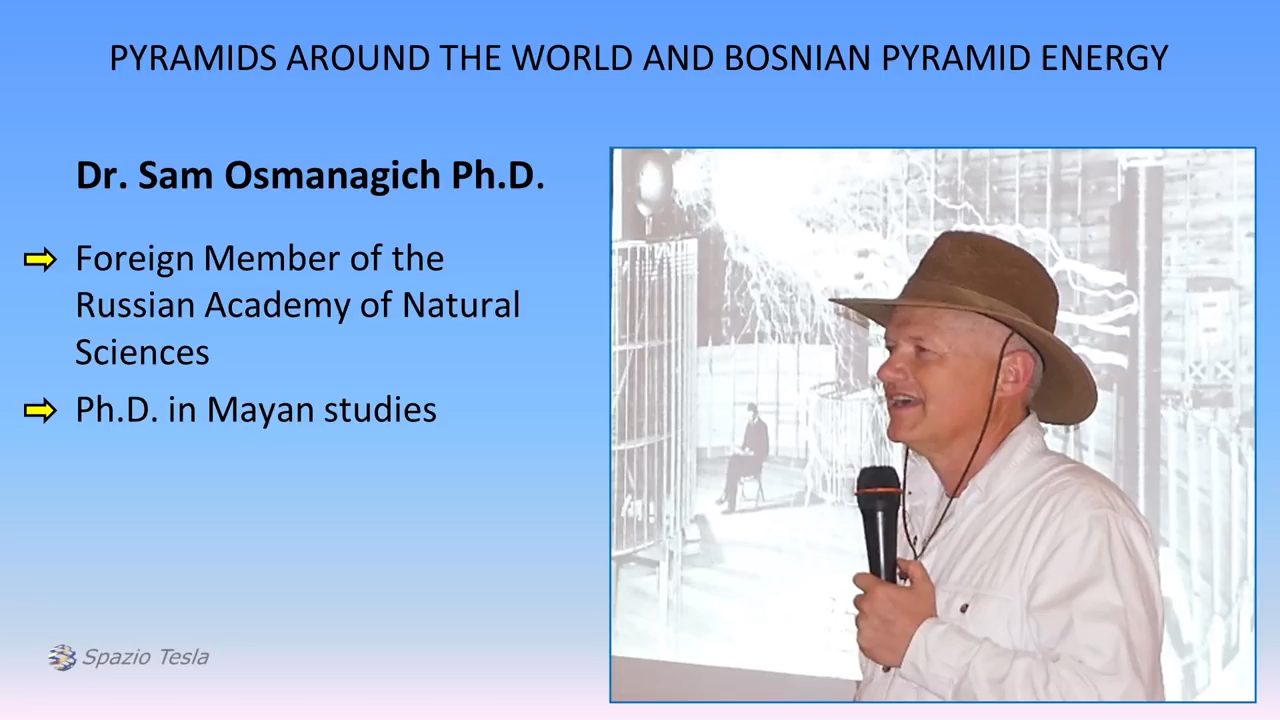 PYRAMIDS AROUND THE WORLD AND BOSNIAN PYRAMID ENERGY
Dr. Sam Osmanagich Ph.D.
Foreign Member of the
Russian Academy of Natural
Sciences
Ph.D. in Mayan studies
Spazio Tesla